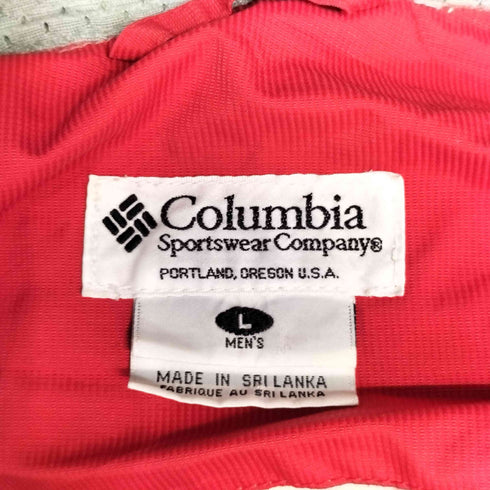 Columbia
Sportswear Company®
PORTLAND, OREGON U.S.A.
L
MEN'S
MADE IN SRI LANKA
FABRIQUE AU SRI LANKA